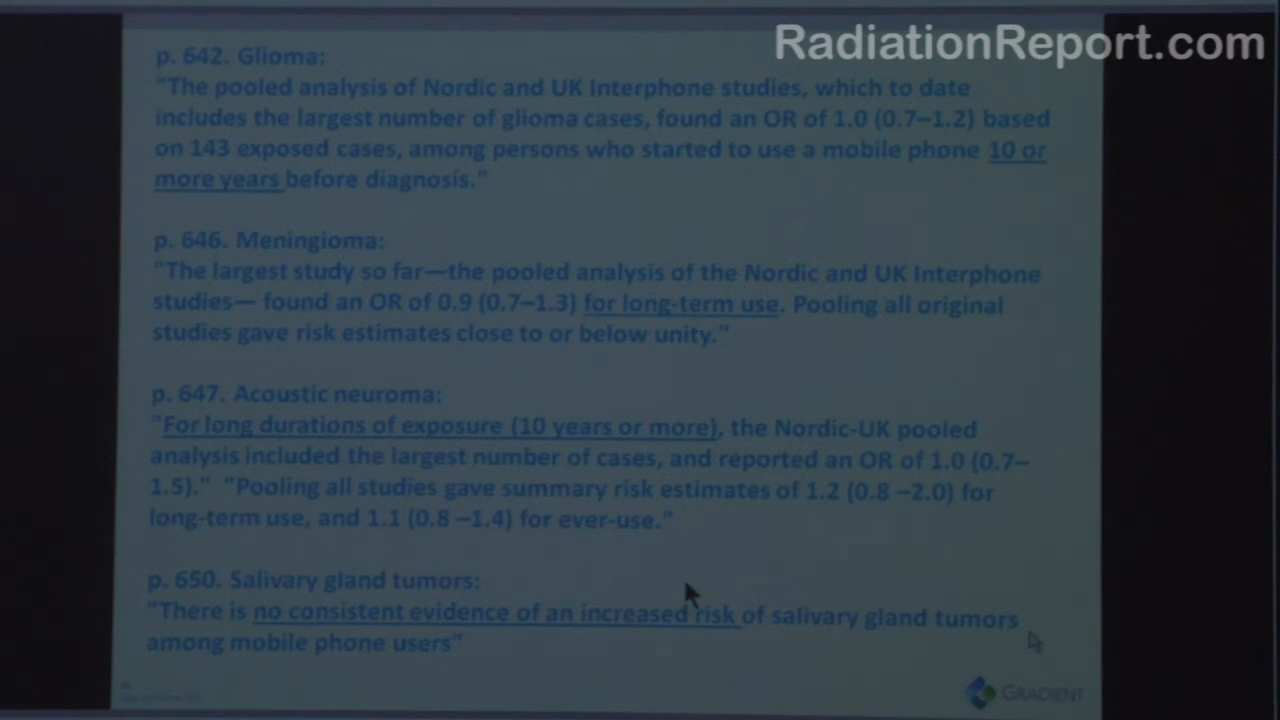 RadiationReport.com
p. 642. Glioma:
"The pooled analysis of Nordic and UK Interphone studies, which to date
includes the largest number of glioma cases, found an OR of 1.0 (0.7–1.2) based
on 143 exposed cases, among persons who started to use a mobile phone 10 or
more years before diagnosis."
p. 646. Meningioma:
"The largest study so far—the pooled analysis of the Nordic and UK Interphone
studies— found an OR of 0.9 (0.7–1.3) for long-term use. Pooling all original
studies gave risk estimates close to or below unity."
p. 647. Acoustic neuroma:
"For long durations of exposure (10 years or more), the Nordic-UK pooled
analysis included the largest number of cases, and reported an OR of 1.0 (0.7–
1.5)." "Pooling all studies gave summary risk estimates of 1.2 (0.8 –2.0) for
long-term use, and 1.1 (0.8 –1.4) for ever-use."
p. 650. Salivary gland tumors:
"There is no consistent evidence of an increased risk of salivary gland tumors
among mobile phone users"
GRADIENT